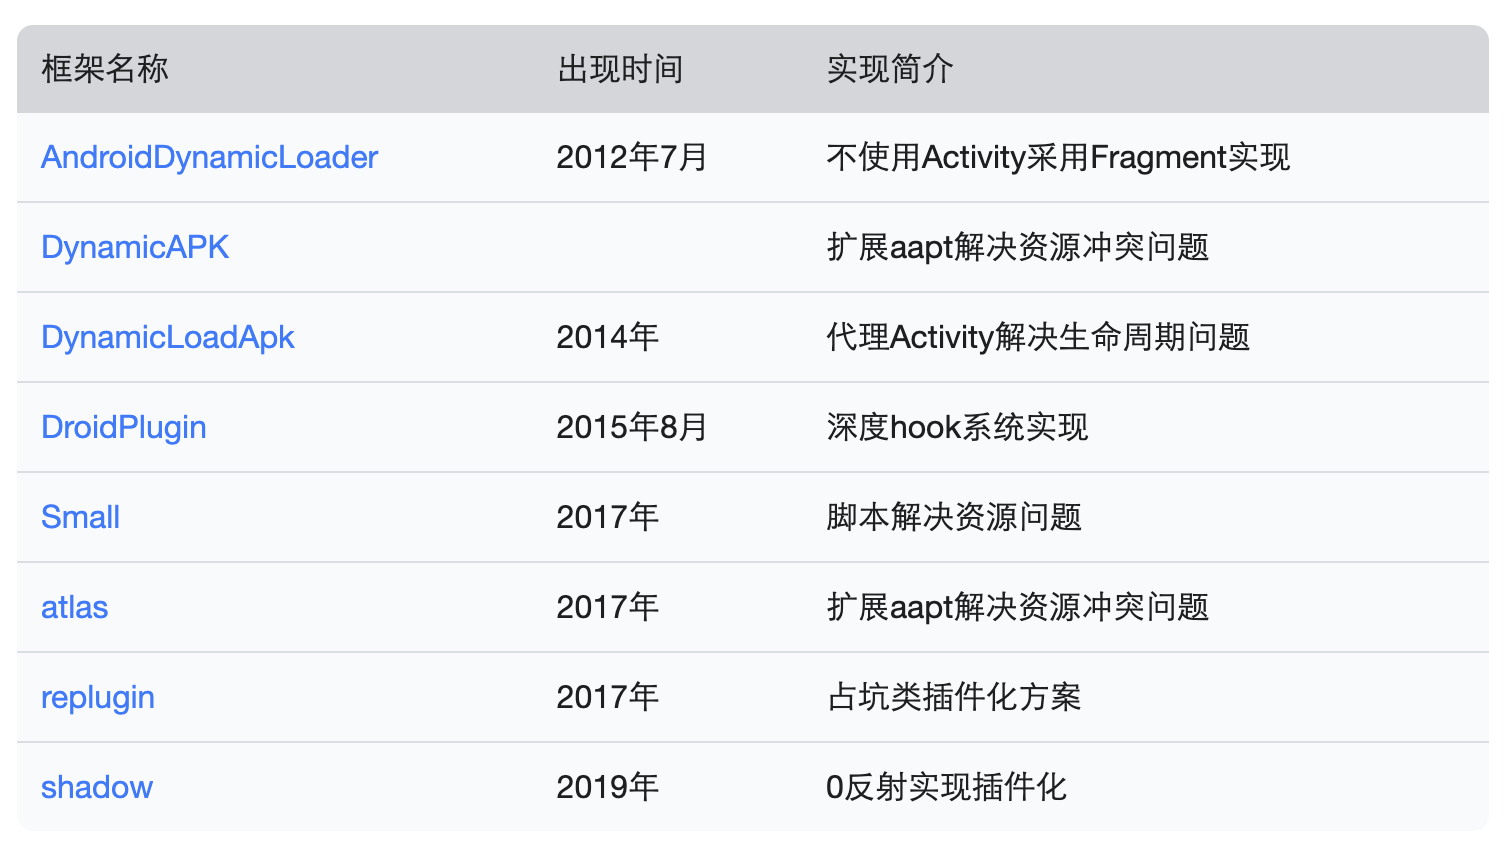 框架名称 出现时间 实现简介
AndroidDynamicLoader 2012年7月 不使用Activity采用Fragment实现
DynamicAPK 扩展aapt解决资源冲突问题
DynamicLoadApk 2014年 代理Activity解决生命周期问题
DroidPlugin 2015年8月 深度hook系统实现
Small 2017年 脚本解决资源问题
atlas 2017年 扩展aapt解决资源冲突问题
replugin 2017年 占坑类插件化方案
shadow 2019年 0反射实现插件化